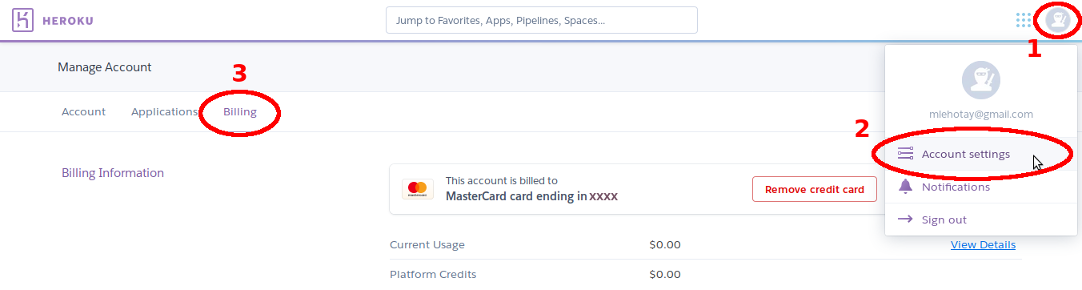 HEROKU
Jump to Favorites, Apps, Pipelines, Spaces...
1
Manage Account
3
mlehotay@gmail.com
Account Applications Billing
2
Account settings
Notifications
Sign out
Billing Information
This account is billed to
MasterCard card ending in XXXX
Remove credit card
Current Usage $0.00 View Details
Platform Credits $0.00